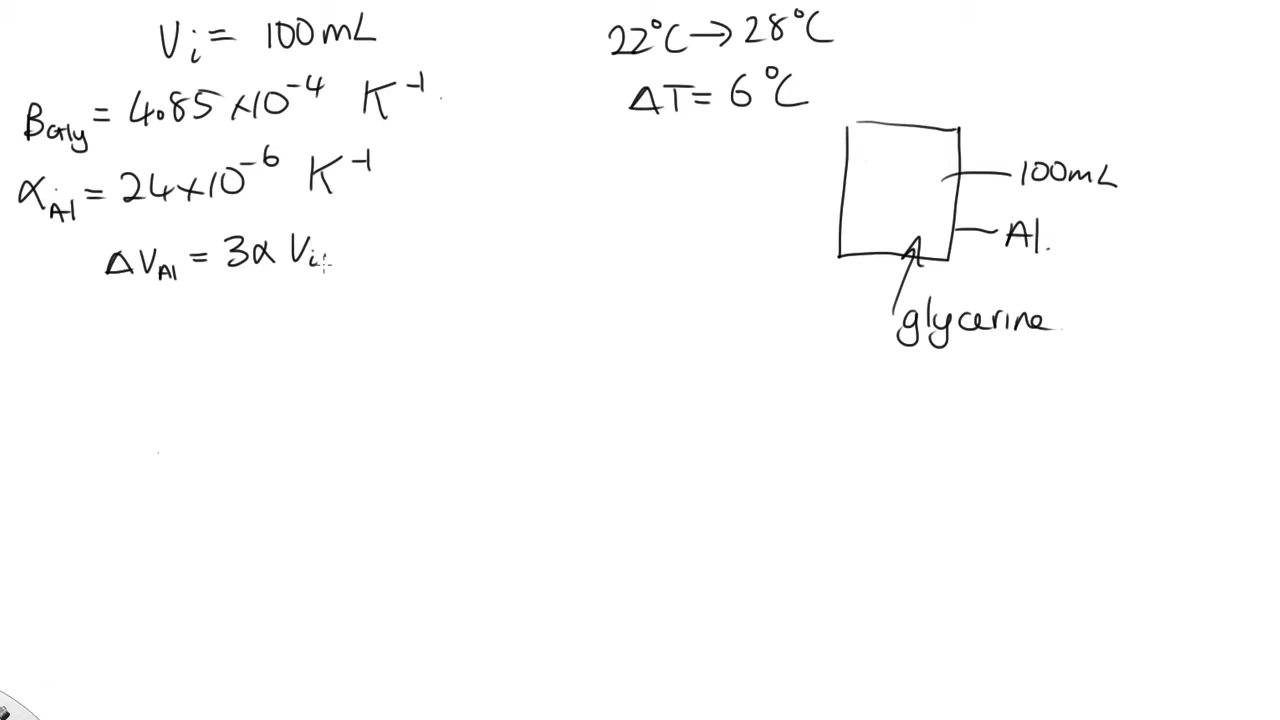 Vi = 100mL
βGly = 4.85×10⁻⁴ K⁻¹
αAl = 24×10⁻⁶ K⁻¹
ΔVAl = 3α Vi
22°C → 28°C
ΔT = 6°C
100mL
Al.
glycerine